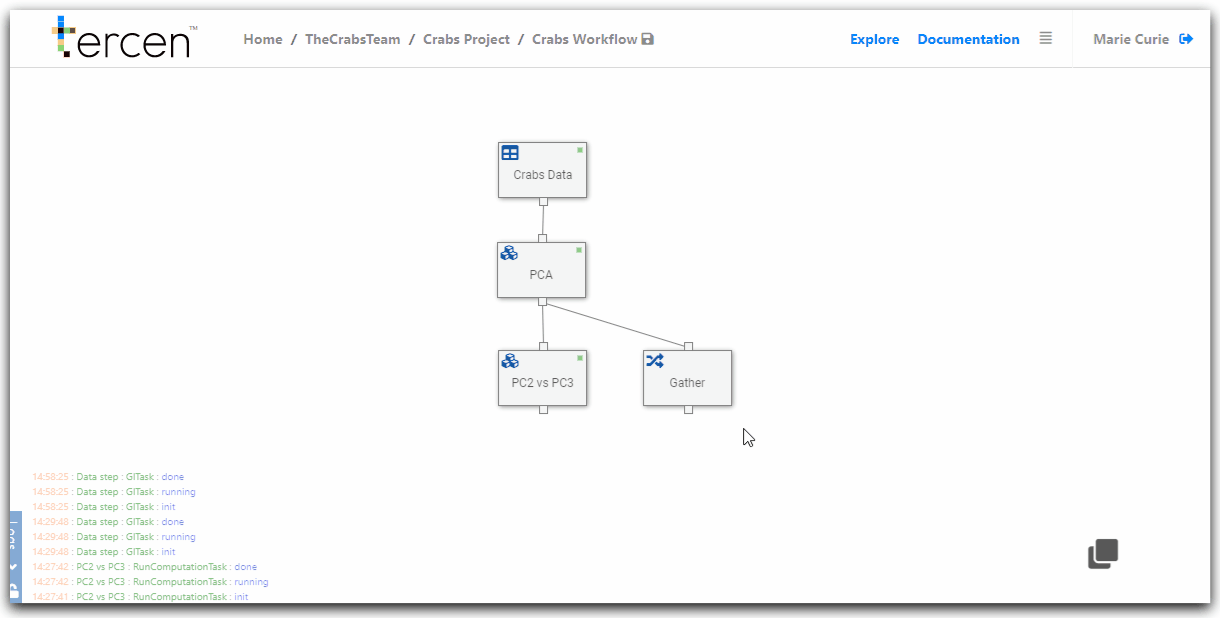 tercen™
Home / TheCrabsTeam / Crabs Project / Crabs Workflow
Explore Documentation Marie Curie
Crabs Data
PCA
PC2 vs PC3 Gather
14:58:25 : Data step : GlTask : done
14:58:25 : Data step : GlTask : running
14:58:25 : Data step : GlTask : init
14:29:48 : Data step : GlTask : done
14:29:48 : Data step : GlTask : running
14:29:48 : Data step : GlTask : init
14:27:42 : PC2 vs PC3 : RunComputationTask : done
14:27:42 : PC2 vs PC3 : RunComputationTask : running
14:27:41 : PC2 vs PC3 : RunComputationTask : init